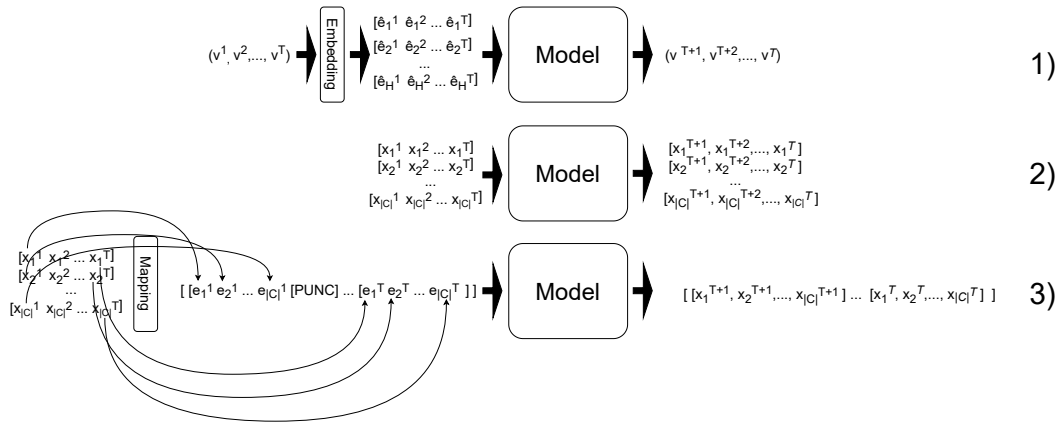 (v¹, v²,..., vᵀ)
Embedding
[ê₁¹ ê₁² ... ê₁ᵀ]
[ê₂¹ ê₂² ... ê₂ᵀ]
...
[ê_H¹ ê_H² ... ê_Hᵀ]
Model
(v ᵀ⁺¹, vᵀ⁺²,..., v𝑇)
1)
[x₁¹ x₁² ... x₁ᵀ]
[x₂¹ x₂² ... x₂ᵀ]
...
[x_|C|¹ x_|C|² ... x_|C|ᵀ]
Model
[x₁ᵀ⁺¹, x₁ᵀ⁺²,..., x₁𝑇]
[x₂ᵀ⁺¹, x₂ᵀ⁺²,..., x₂𝑇]
...
[x_|C|ᵀ⁺¹, x_|C|ᵀ⁺²,..., x_|C|𝑇]
2)
[x₁¹ x₁² ... x₁ᵀ]
[x₂¹ x₂² ... x₂ᵀ]
...
[x_|C|¹ x_|C|² ... x_|C|ᵀ]
Mapping
[ [e₁¹ e₂¹ ... e_|C|¹ [PUNC] ... [e₁ᵀ e₂ᵀ ... e_|C|ᵀ ] ]
Model
[ [x₁ᵀ⁺¹, x₂ᵀ⁺¹,..., x_|C|ᵀ⁺¹ ] ... [x₁𝑇, x₂𝑇,..., x_|C|𝑇 ] ]
3)